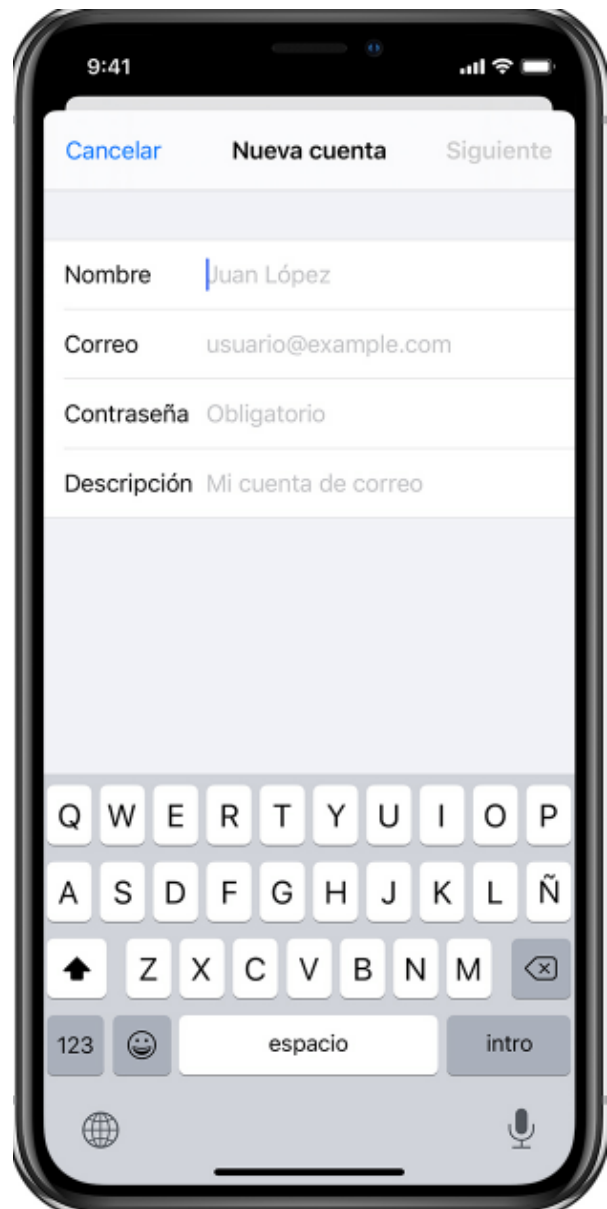 9:41
Cancelar Nueva cuenta Siguiente
Nombre Juan López
Correo usuario@example.com
Contraseña Obligatorio
Descripción Mi cuenta de correo
Q W E R T Y U I O P
A S D F G H J K L Ñ
Z X C V B N M
123 espacio intro